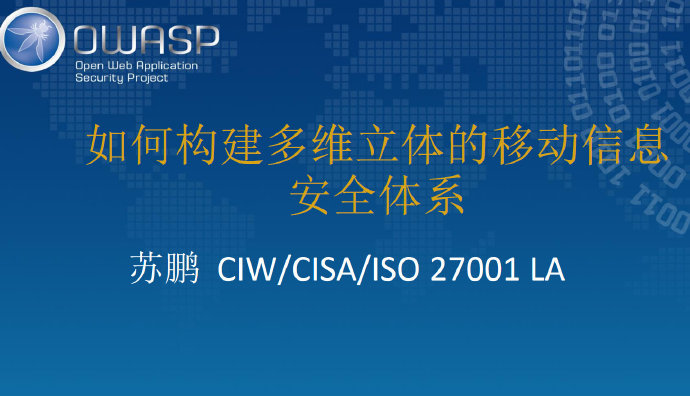 OWASP
Open Web Application
Security Project
如何构建多维立体的移动信息
安全体系
苏鹏 CIW/CISA/ISO 27001 LA